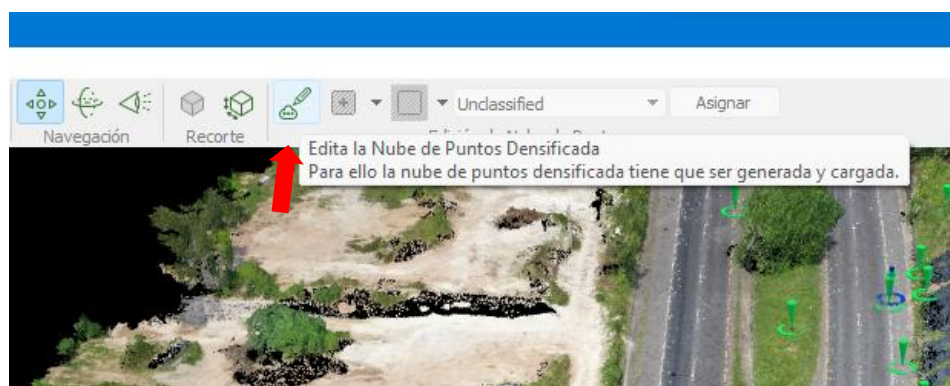 Unclassified
Asignar
Navegación
Recorte
Edita la Nube de Puntos Densificada
Para ello la nube de puntos densificada tiene que ser generada y cargada.